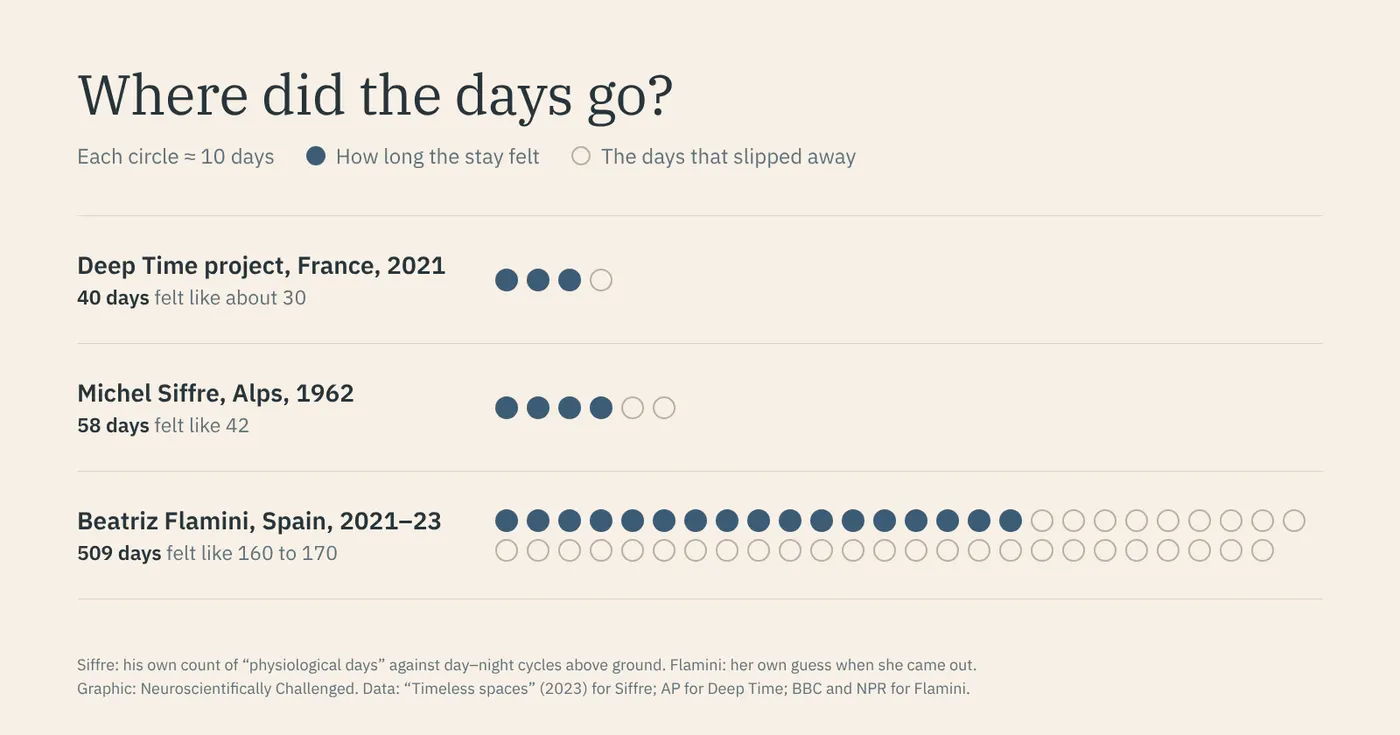 Where did the days go?
Each circle ≈ 10 days How long the stay felt The days that slipped away
Deep Time project, France, 2021
40 days felt like about 30
Michel Siffre, Alps, 1962
58 days felt like 42
Beatriz Flamini, Spain, 2021–23
509 days felt like 160 to 170
Siffre: his own count of “physiological days” against day–night cycles above ground. Flamini: her own guess when she came out.
Graphic: Neuroscientifically Challenged. Data: “Timeless spaces” (2023) for Siffre; AP for Deep Time; BBC and NPR for Flamini.